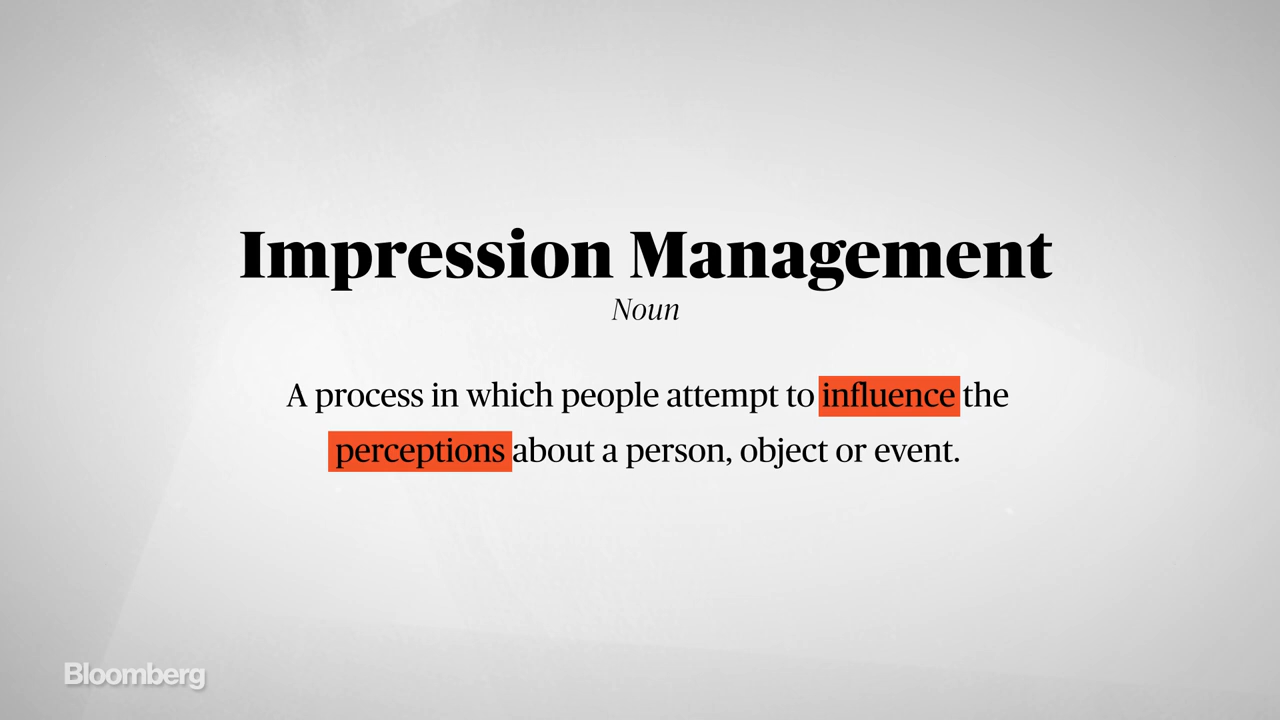 Impression Management
Noun
A process in which people attempt to influence the
perceptions about a person, object or event.
Bloomberg